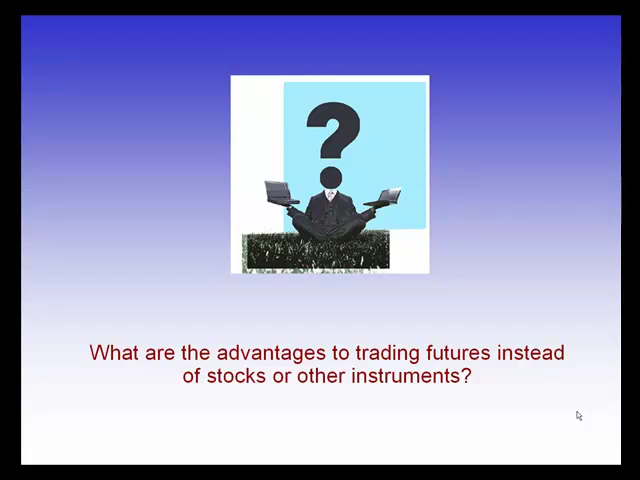 ?
What are the advantages to trading futures instead
of stocks or other instruments?